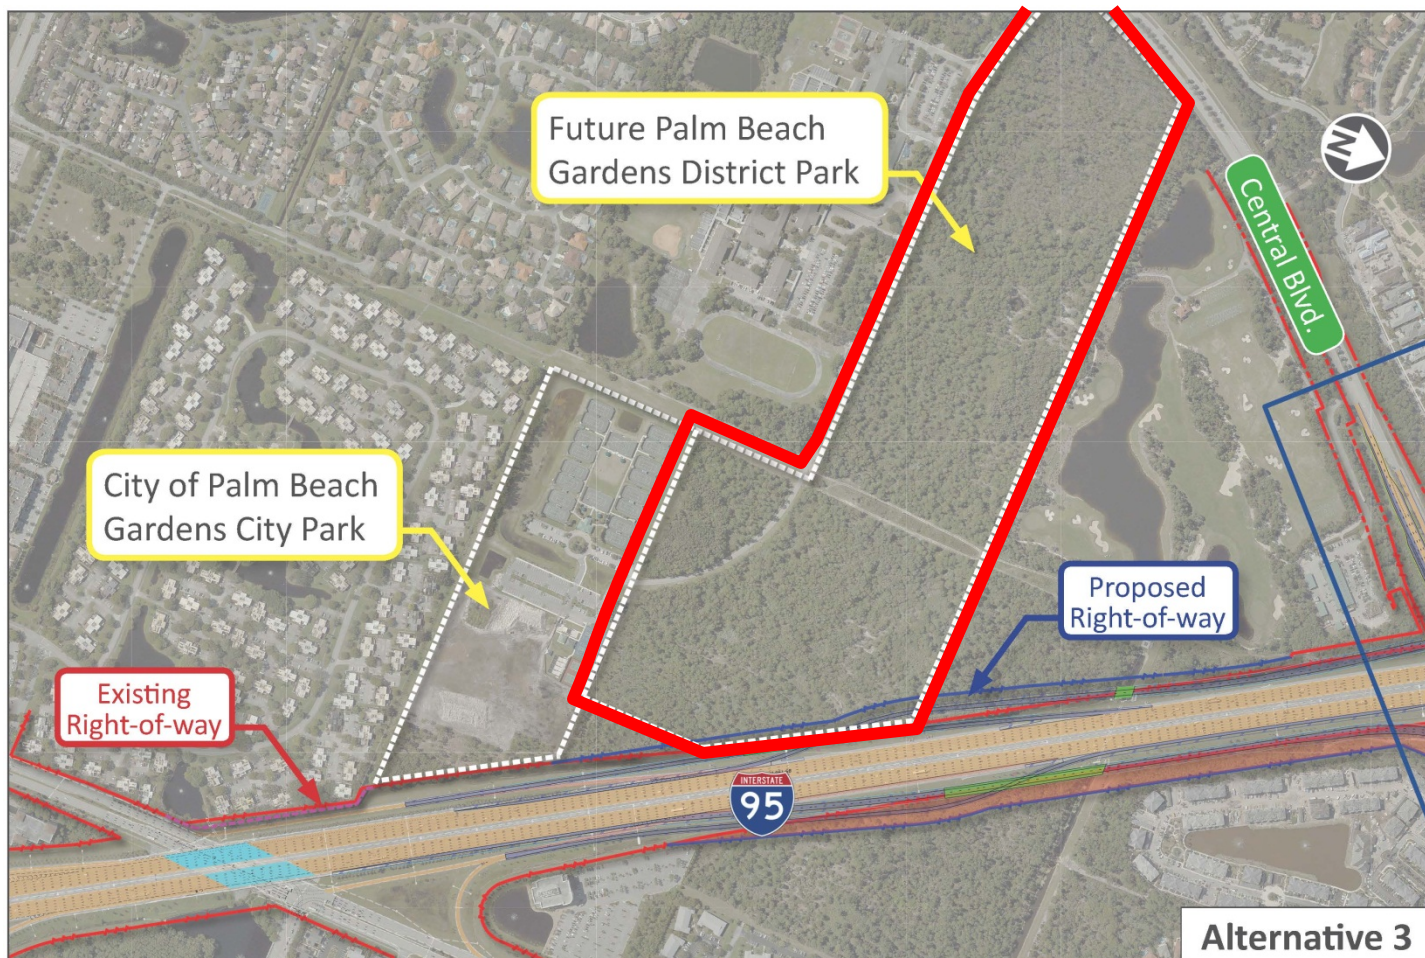 Future Palm Beach
Gardens District Park
N
Central Blvd.
City of Palm Beach
Gardens City Park
Proposed
Right-of-way
Existing
Right-of-way
INTERSTATE
95
Alternative 3